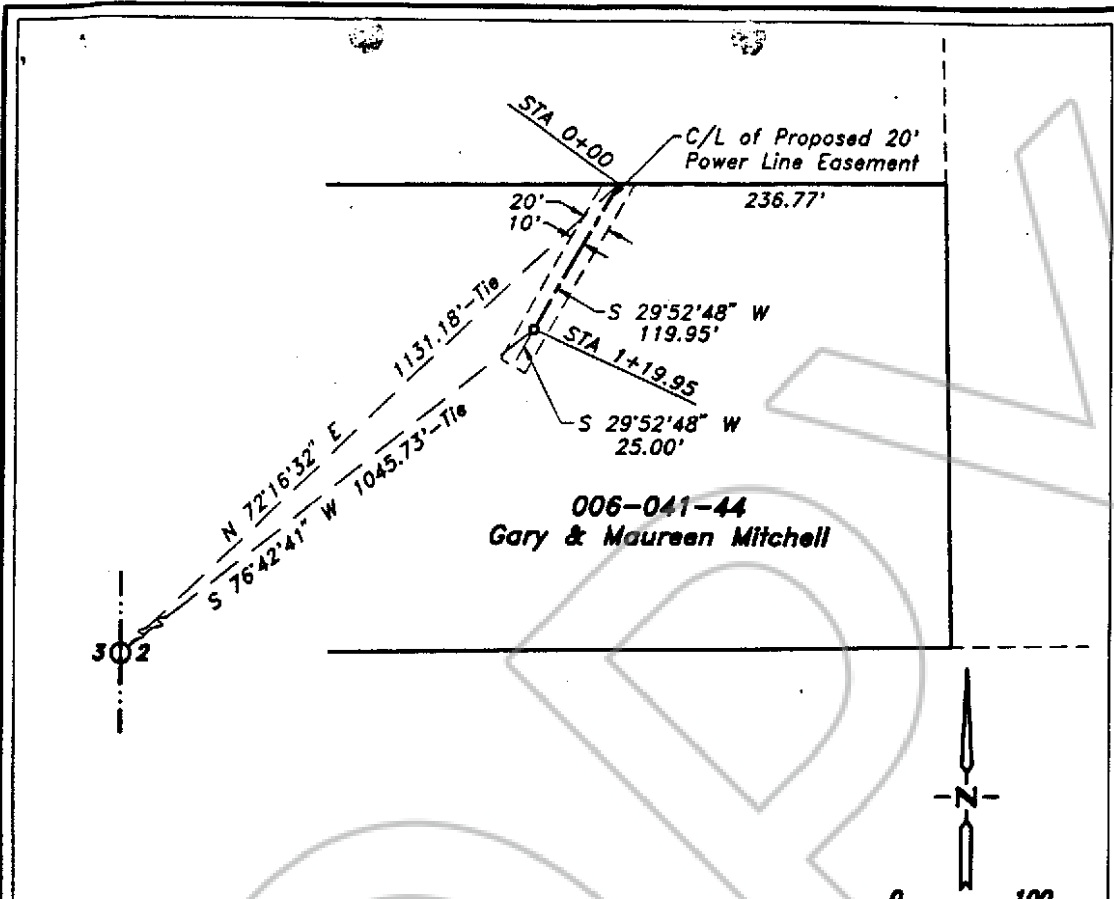 STA 0+00
C/L of Proposed 20'
Power Line Easement
236.77'
20'
10'
S 29°52'48" W
119.95'
STA 1+19.95
S 29°52'48" W
25.00'
N 72°16'32" E 1131.18'-Tie
S 76°42'41" W 1045.73'-Tie
006-041-44
Gary & Maureen Mitchell
3 2
N
0 100